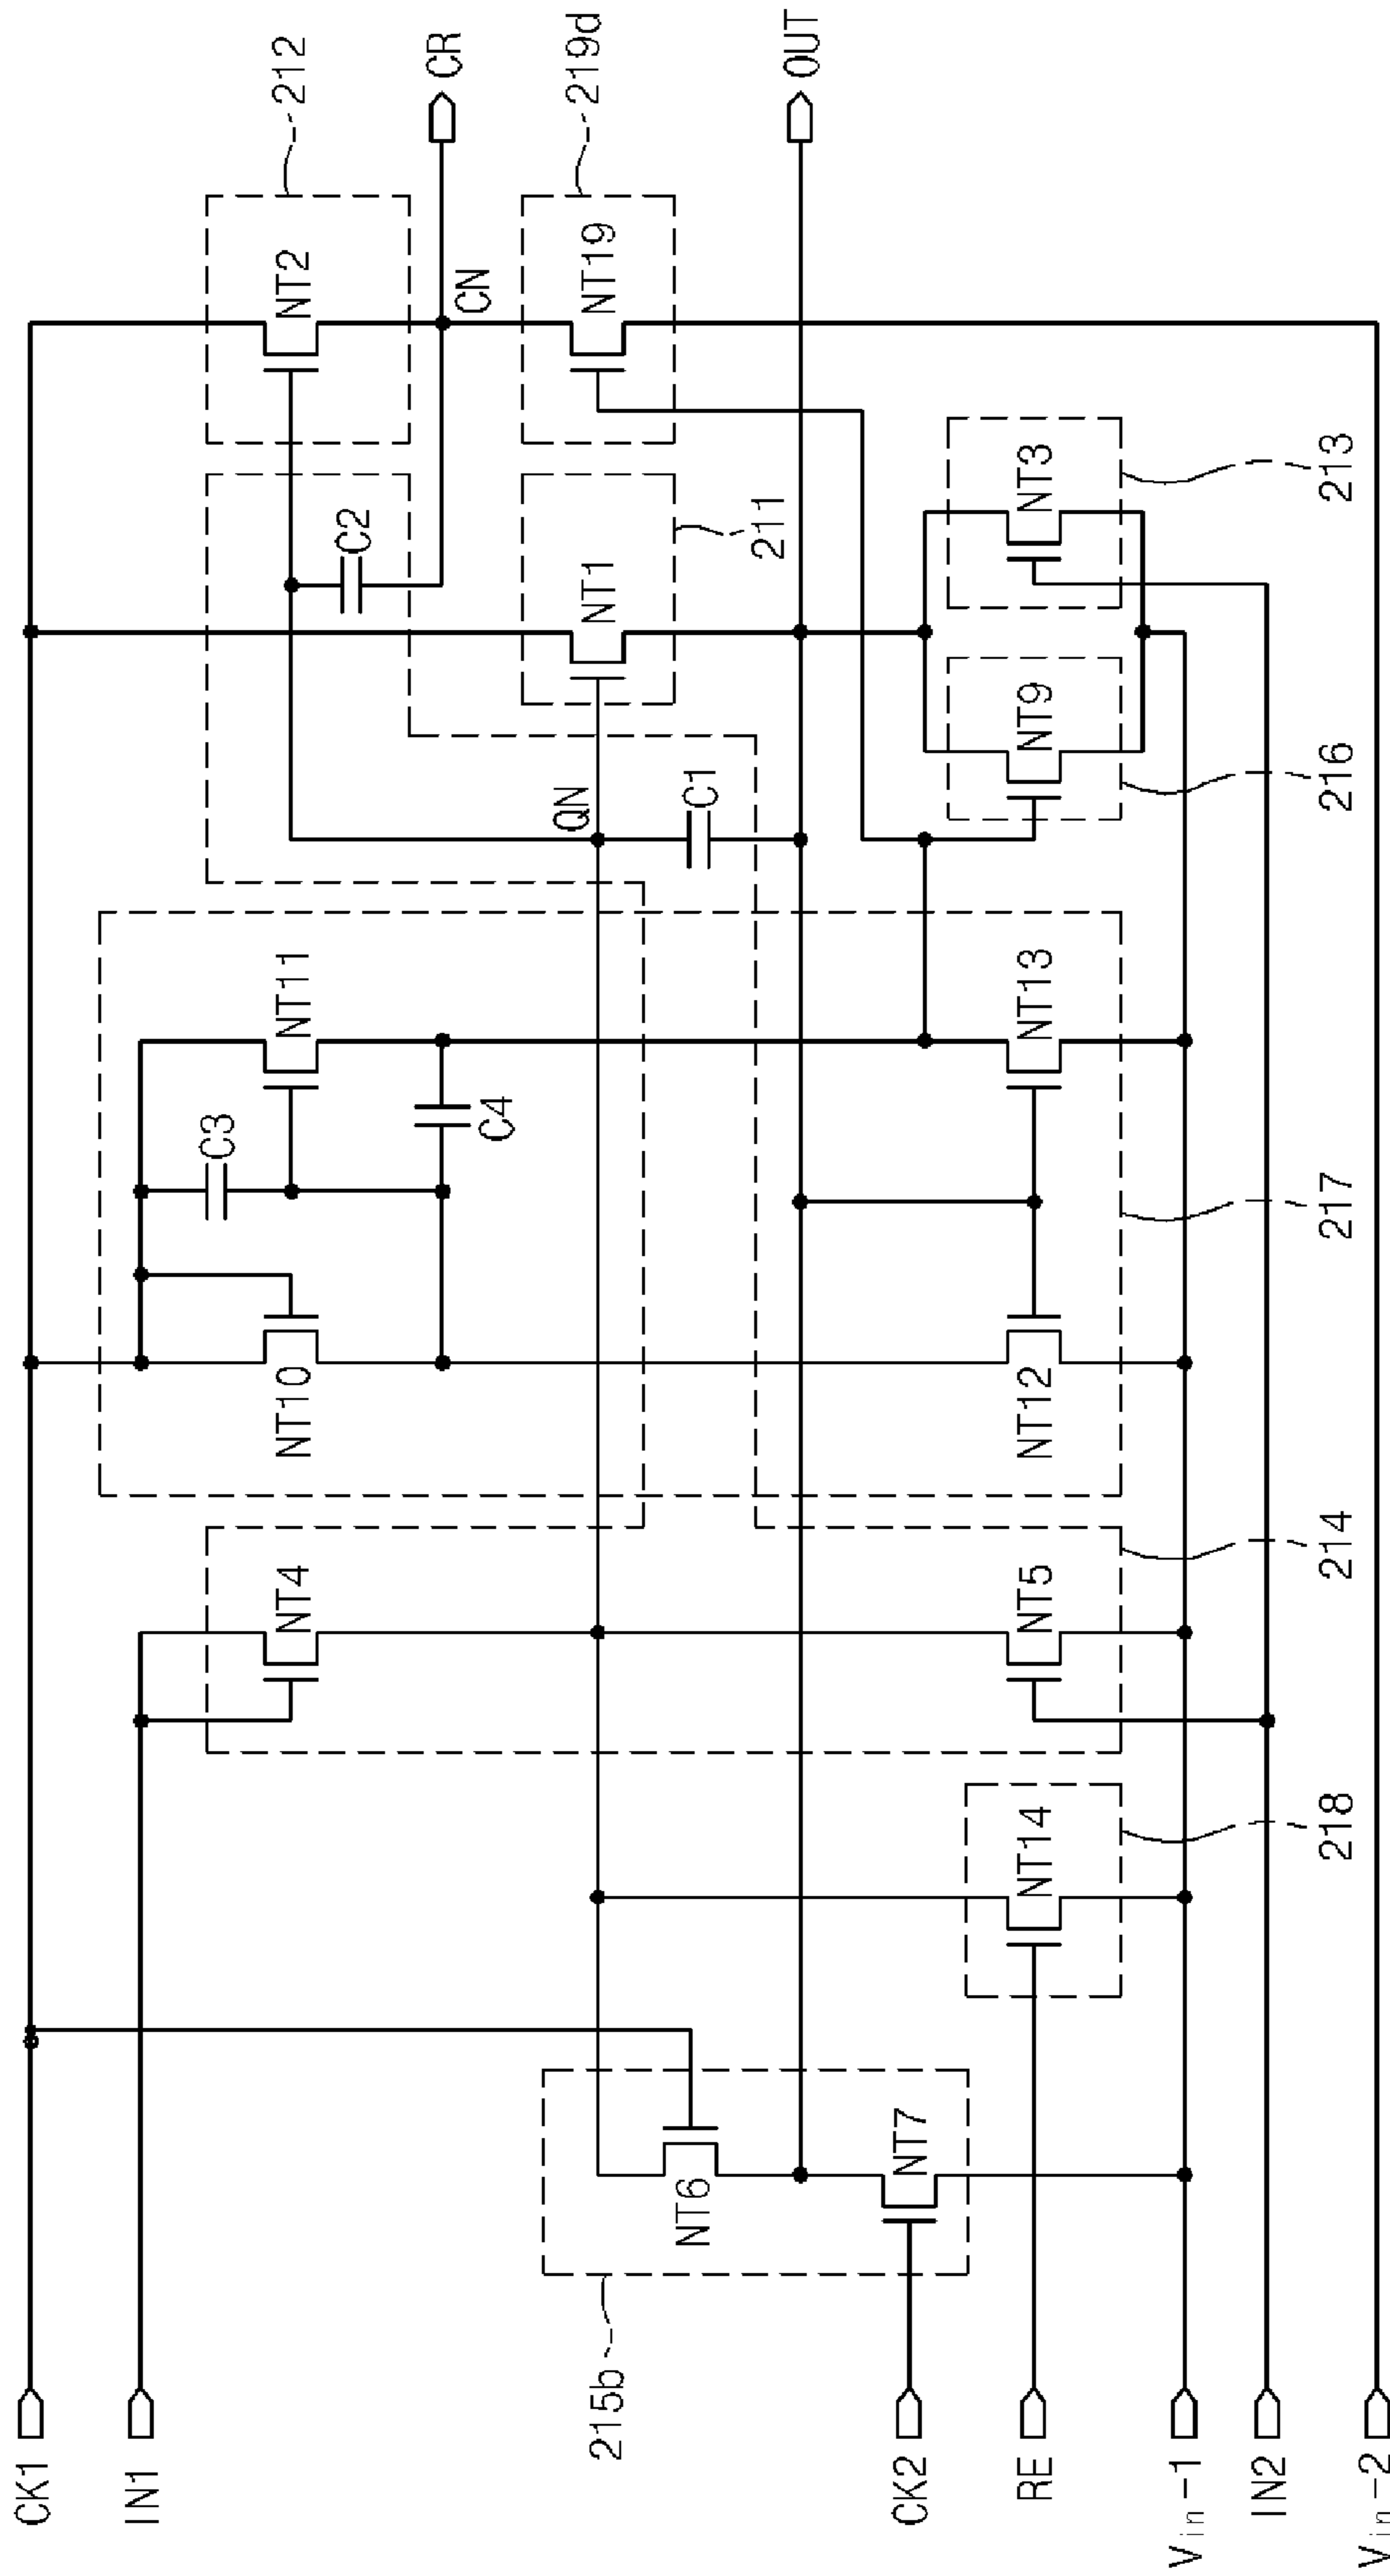 CK1
IN1
215b
CK2
RE
Vin-1
IN2
Vin-2
NT6
NT7
NT14
218
NT4
NT5
214
NT10
NT11
C3
C4
NT12
NT13
217
QN
C1
C2
NT1
211
NT9
216
NT3
213
NT2
212
CN
NT19
219d
CR
OUT